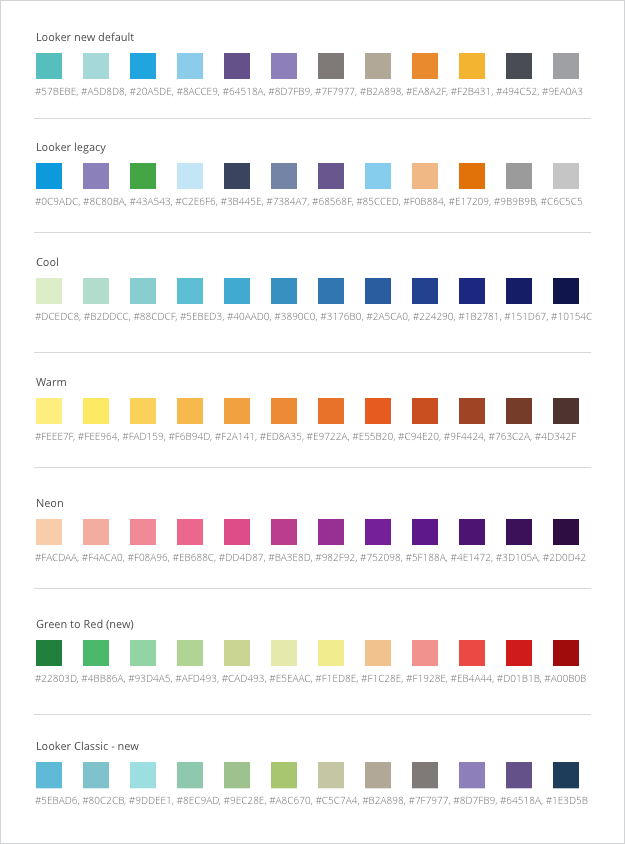 Looker new default
#57BEBE, #A5D8D8, #20A5DE, #8ACCE9, #64518A, #8D7FB9, #7F7977, #B2A898, #EA8A2F, #F2B431, #494C52, #9EA0A3
Looker legacy
#0C9ADC, #8C80BA, #43A543, #C2E6F6, #3B445E, #7384A7, #68568F, #85CCED, #F0B884, #E17209, #9B9B9B, #C6C5C5
Cool
#DCEDC8, #B2DDCC, #88CDCF, #5EBED3, #40AAD0, #3890C0, #3176B0, #2A5CA0, #224290, #1B2781, #151D67, #10154C
Warm
#FEEE7F, #FEE964, #FAD159, #F6B94D, #F2A141, #ED8A35, #E9722A, #E55B20, #C94E20, #9F4424, #763C2A, #4D342F
Neon
#FACDAA, #F4ACA0, #F08A96, #EB688C, #DD4D87, #BA3E8D, #982F92, #752098, #5F188A, #4E1472, #3D105A, #2D0D42
Green to Red (new)
#22803D, #4BB86A, #93D4A5, #AFD493, #CAD493, #E5EAAC, #F1ED8E, #F1C28E, #F1928E, #EB4A44, #D01B1B, #A00B0B
Looker Classic - new
#5EBAD6, #80C2CB, #9DDEE1, #8EC9AD, #9EC28E, #A8C670, #C5C7A4, #B2A898, #7F7977, #8D7FB9, #64518A, #1E3D5B